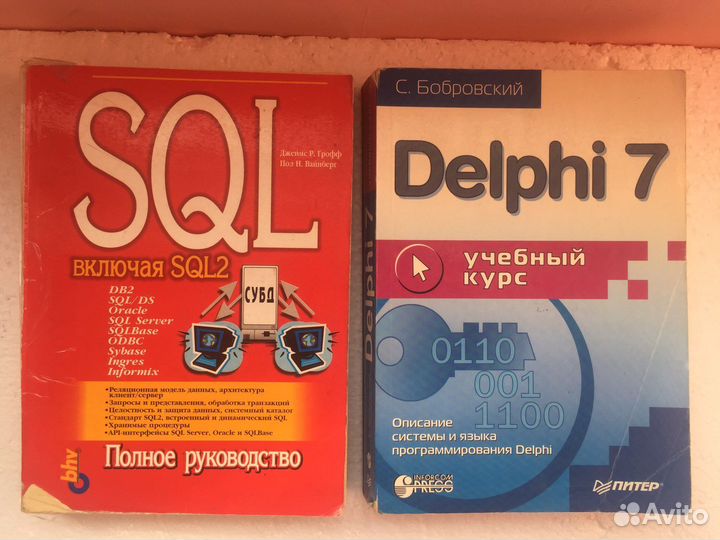 SQL
Джеймс Р. Грофф
Пол Н. Вайнберг
включая SQL2
DB2
SQL/DS
Oracle
SQL Server
SQLBase
ODBC
Sybase
Ingres
Informix
СУБД
•Реляционная модель данных, архитектура
клиент/сервер
•Запросы и представления, обработка транзакций
•Целостность и защита данных, системный каталог
•Стандарт SQL2, встроенный и динамический SQL
•Хранимые процедуры
•API-интерфейсы SQL Server, Oracle и SQLBase
bhv
Полное руководство
Delphi 7
С. Бобровский
Delphi 7
учебный
курс
0110
001
1100
Описание
системы и языка
программирования Delphi
INFORCOM
PRESS
ПИТЕР
Avito